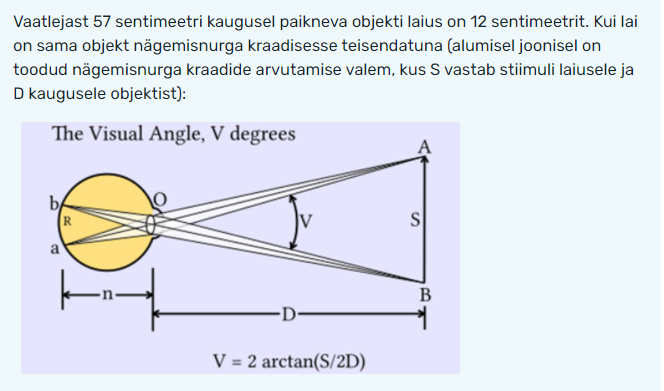 Vaatlejast 57 sentimeetri kaugusel paikneva objekti laius on 12 sentimeetrit. Kui lai
on sama objekt nägemisnurga kraadisesse teisendatuna (alumisel joonisel on
toodud nägemisnurga kraadide arvutamise valem, kus S vastab stiimuli laiusele ja
D kaugusele objektist):
The Visual Angle, V degrees
A
b
O
R
V
S
a
n
B
D
V = 2 arctan(S/2D)